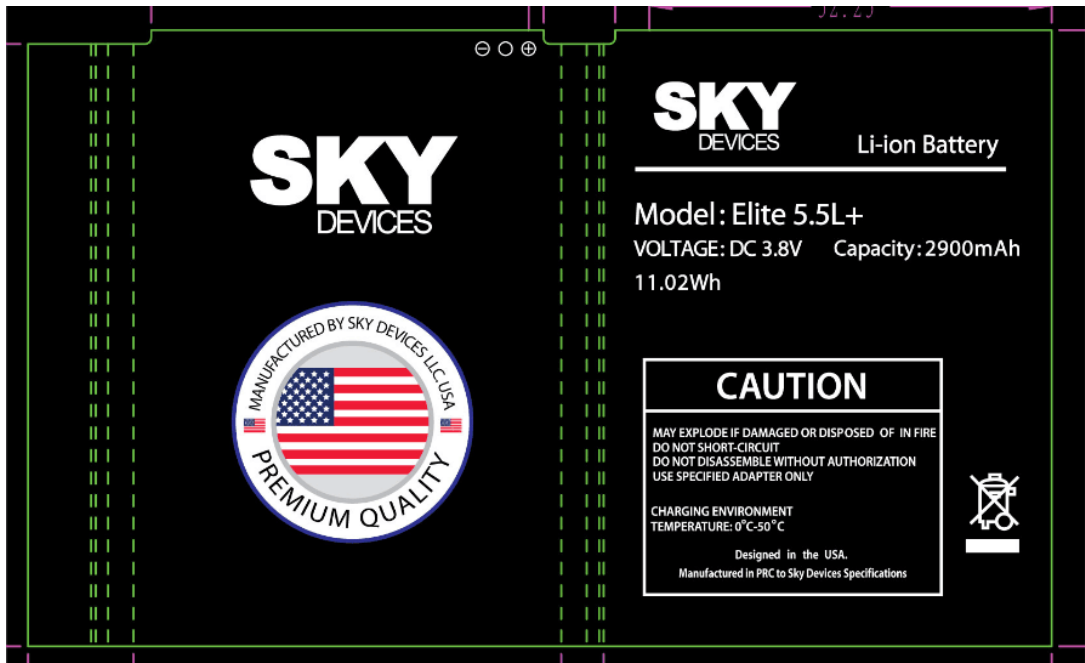 SKY
DEVICES
MANUFACTURED BY SKY DEVICES LLC.USA
PREMIUM QUALITY
SKY
DEVICES
Li-ion Battery
Model: Elite 5.5L+
VOLTAGE: DC 3.8V Capacity: 2900mAh
11.02Wh
CAUTION
MAY EXPLODE IF DAMAGED OR DISPOSED OF IN FIRE
DO NOT SHORT-CIRCUIT
DO NOT DISASSEMBLE WITHOUT AUTHORIZATION
USE SPECIFIED ADAPTER ONLY
CHARGING ENVIRONMENT
TEMPERATURE: 0°C-50°C
Designed in the USA.
Manufactured in PRC to Sky Devices Specifications